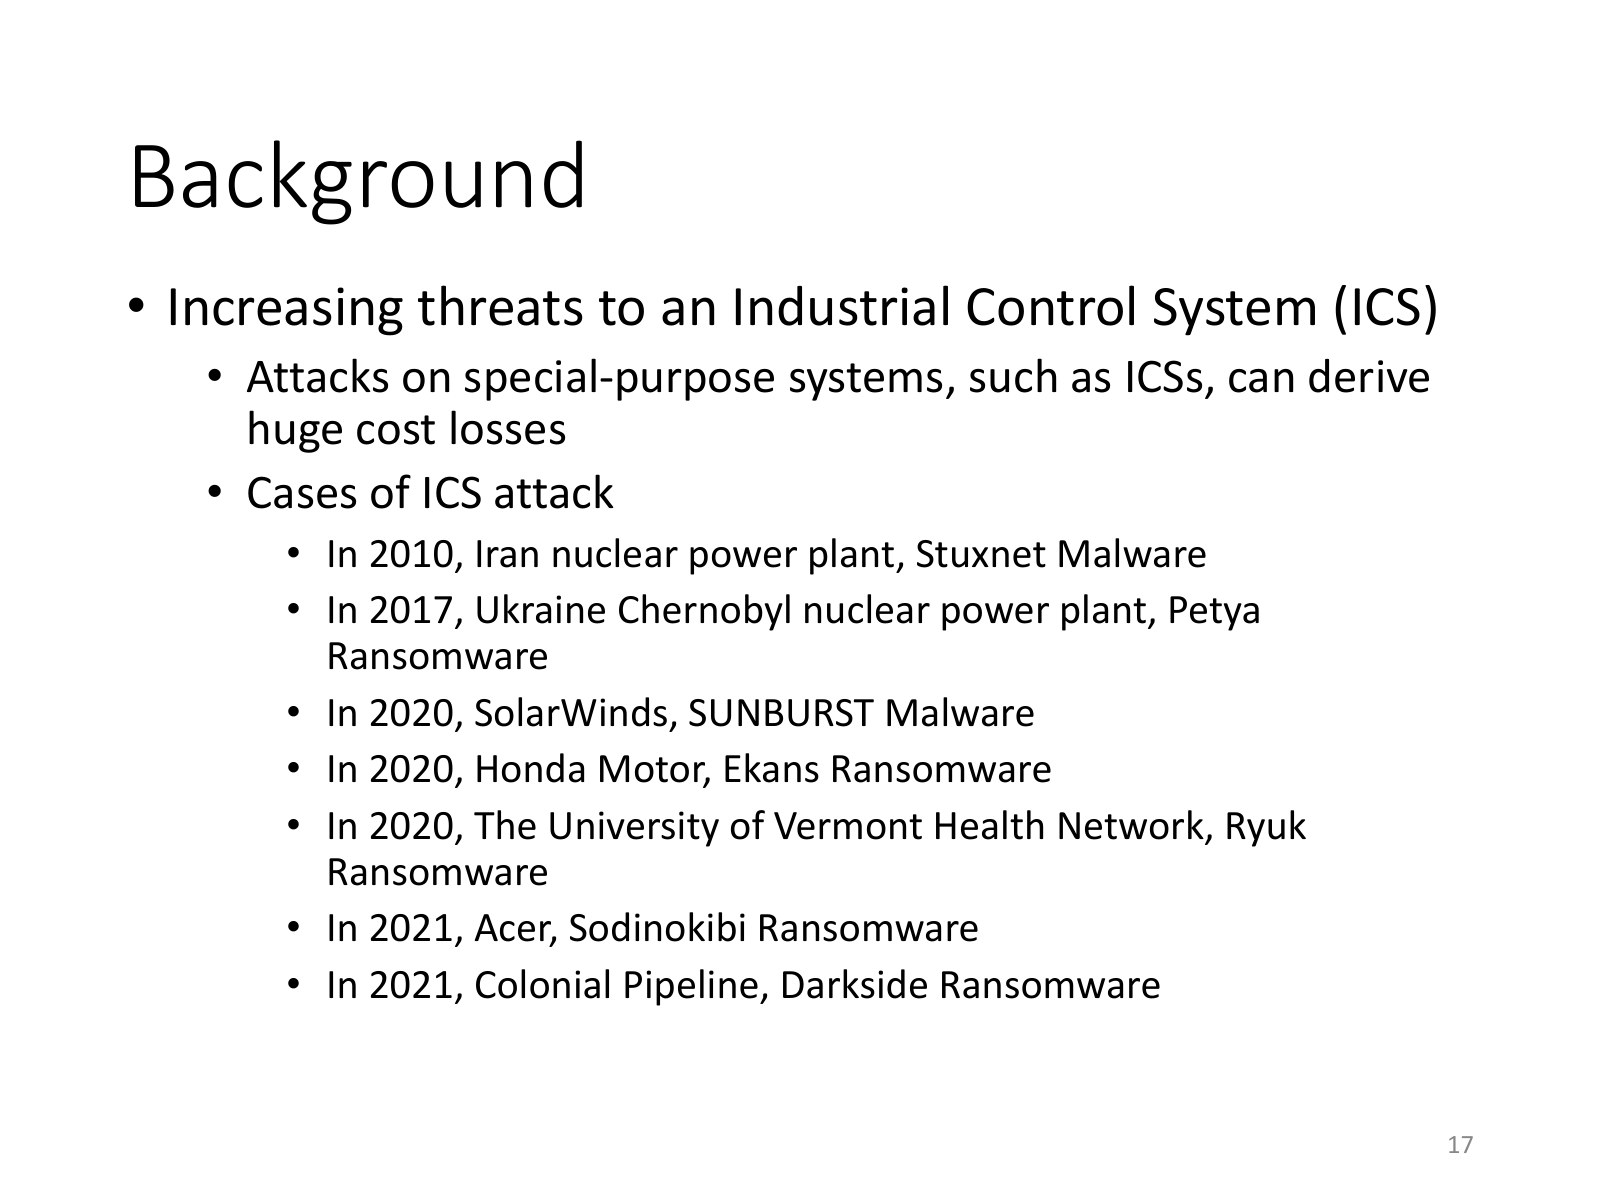 Background
• Increasing threats to an Industrial Control System (ICS)
• Attacks on special-purpose systems, such as ICSs, can derive
huge cost losses
• Cases of ICS attack
• In 2010, Iran nuclear power plant, Stuxnet Malware
• In 2017, Ukraine Chernobyl nuclear power plant, Petya
Ransomware
• In 2020, SolarWinds, SUNBURST Malware
• In 2020, Honda Motor, Ekans Ransomware
• In 2020, The University of Vermont Health Network, Ryuk
Ransomware
• In 2021, Acer, Sodinokibi Ransomware
• In 2021, Colonial Pipeline, Darkside Ransomware
17